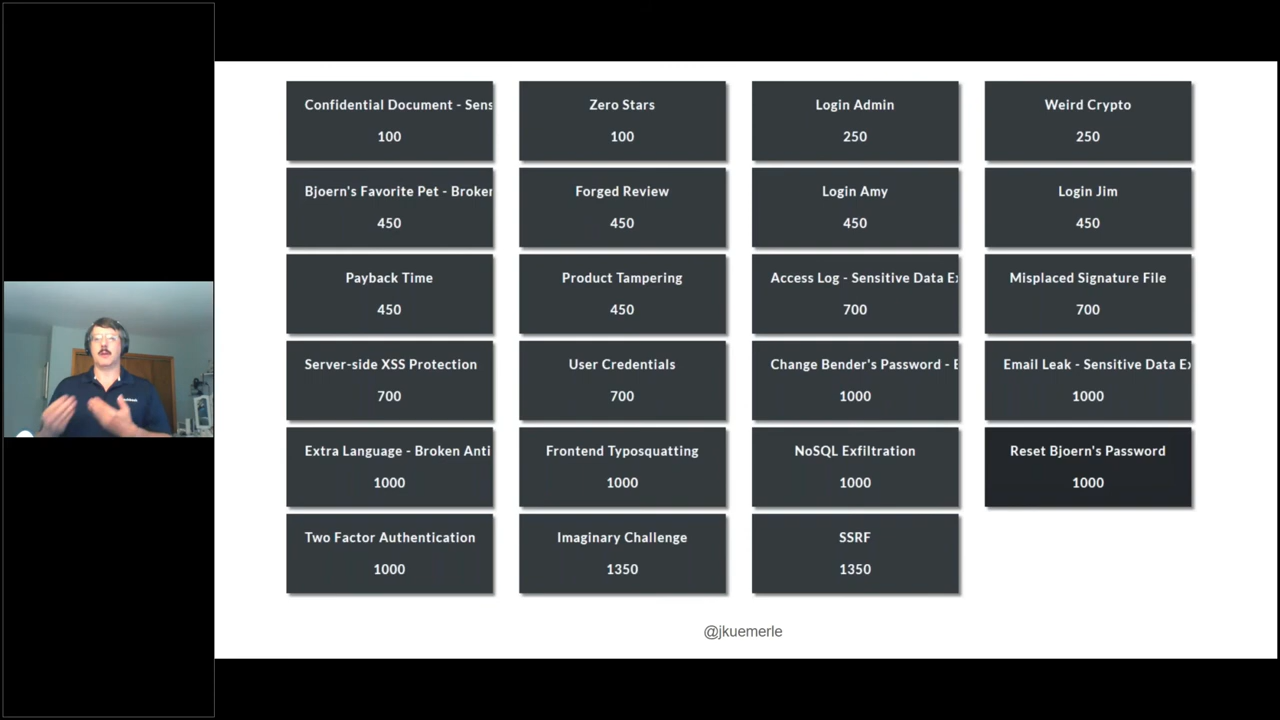 Confidential Document - Sens
100
Zero Stars
100
Login Admin
250
Weird Crypto
250
Bjoern's Favorite Pet - Broken
450
Forged Review
450
Login Amy
450
Login Jim
450
Payback Time
450
Product Tampering
450
Access Log - Sensitive Data Ex
700
Misplaced Signature File
700
Server-side XSS Protection
700
User Credentials
700
Change Bender's Password - B
1000
Email Leak - Sensitive Data Ex
1000
Extra Language - Broken Anti
1000
Frontend Typosquatting
1000
NoSQL Exfiltration
1000
Reset Bjoern's Password
1000
Two Factor Authentication
1000
Imaginary Challenge
1350
SSRF
1350
@jkuemerle